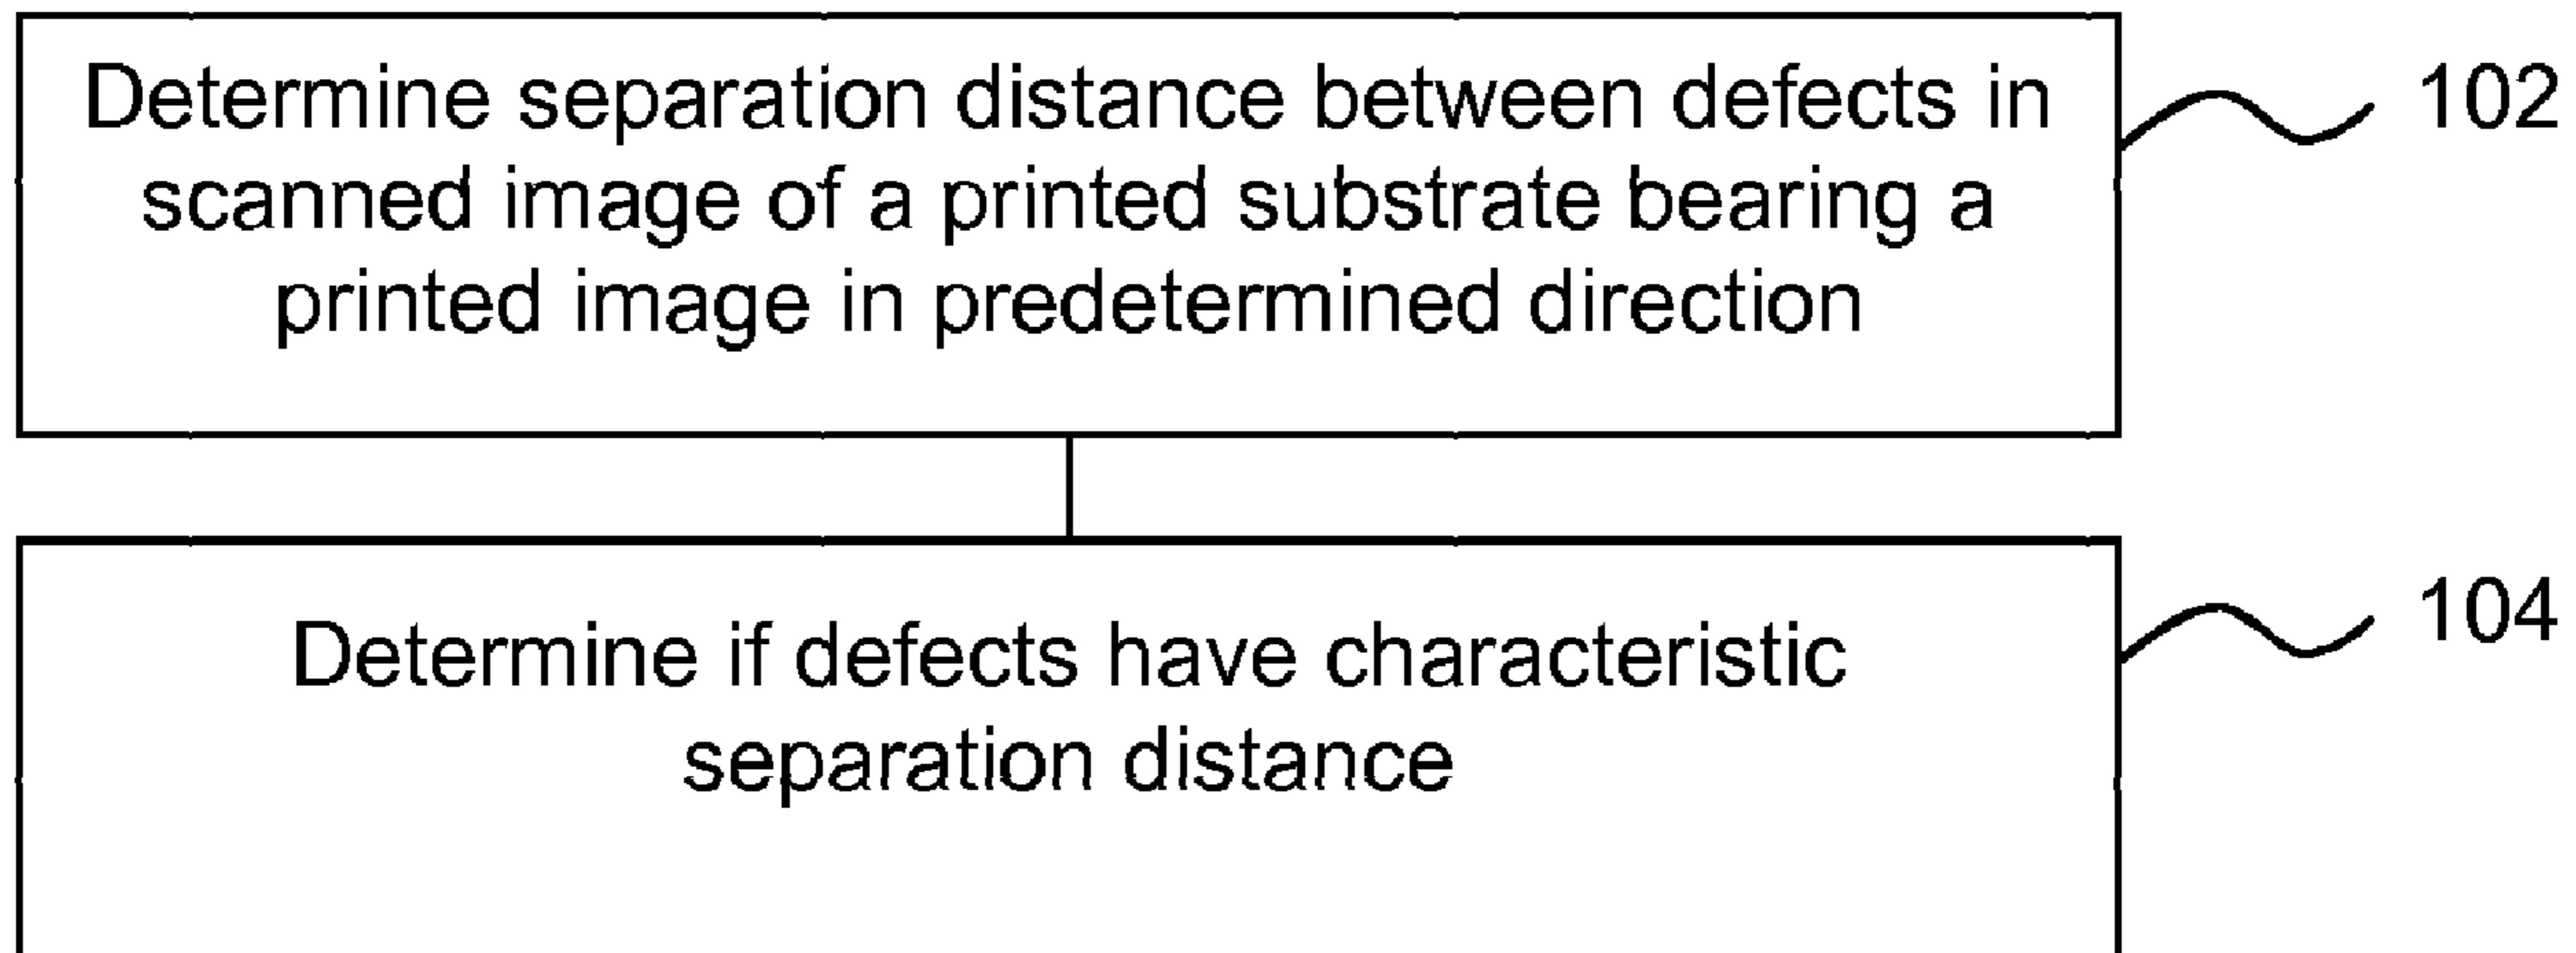 Determine separation distance between defects in
scanned image of a printed substrate bearing a
printed image in predetermined direction
102
Determine if defects have characteristic
separation distance
104